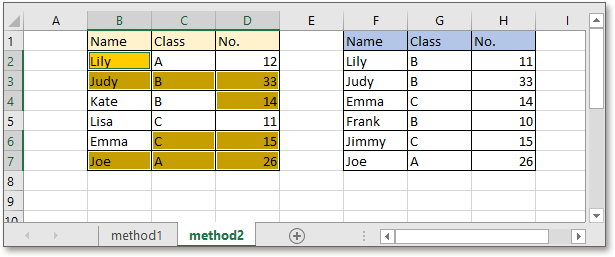 A B C D E F G H I
1 Name Class No. Name Class No.
2 Lily A 12 Lily B 11
3 Judy B 33 Judy B 33
4 Kate B 14 Emma C 14
5 Lisa C 11 Frank B 10
6 Emma C 15 Jimmy C 15
7 Joe A 26 Joe A 26
8
9
10
method1 method2